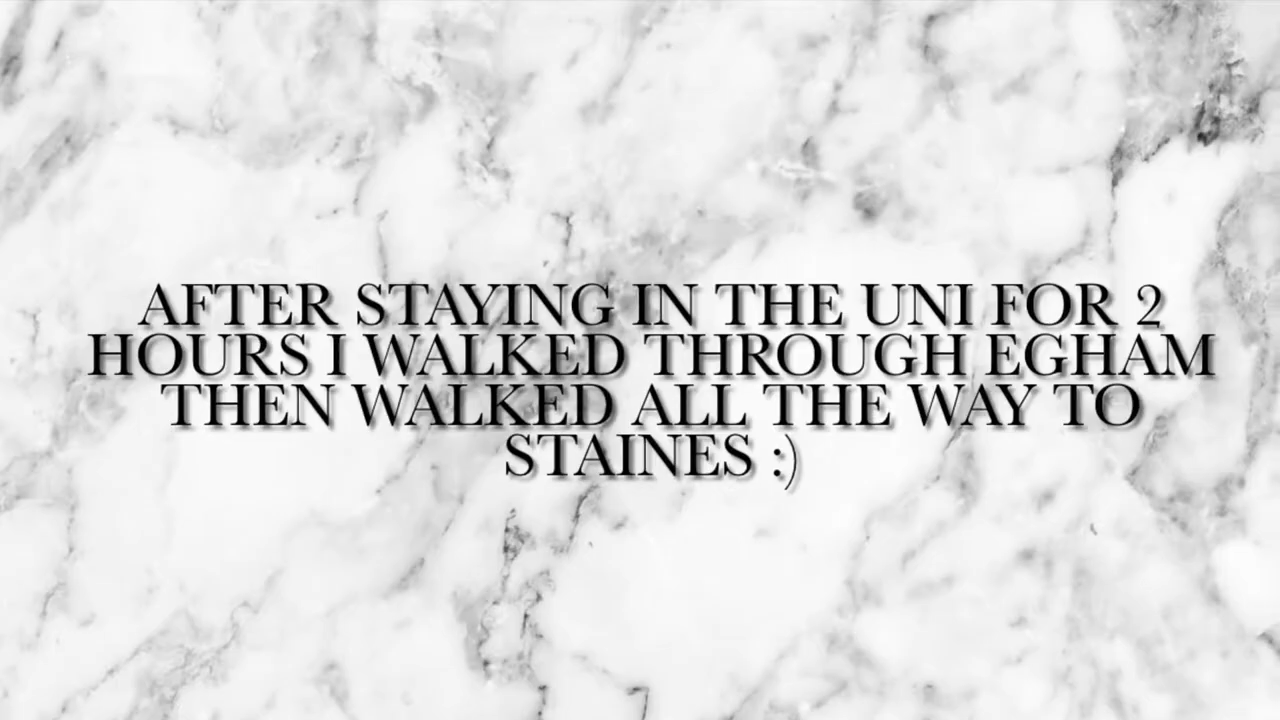 AFTER STAYING IN THE UNI FOR 2
HOURS I WALKED THROUGH EGHAM
THEN WALKED ALL THE WAY TO
STAINES :)